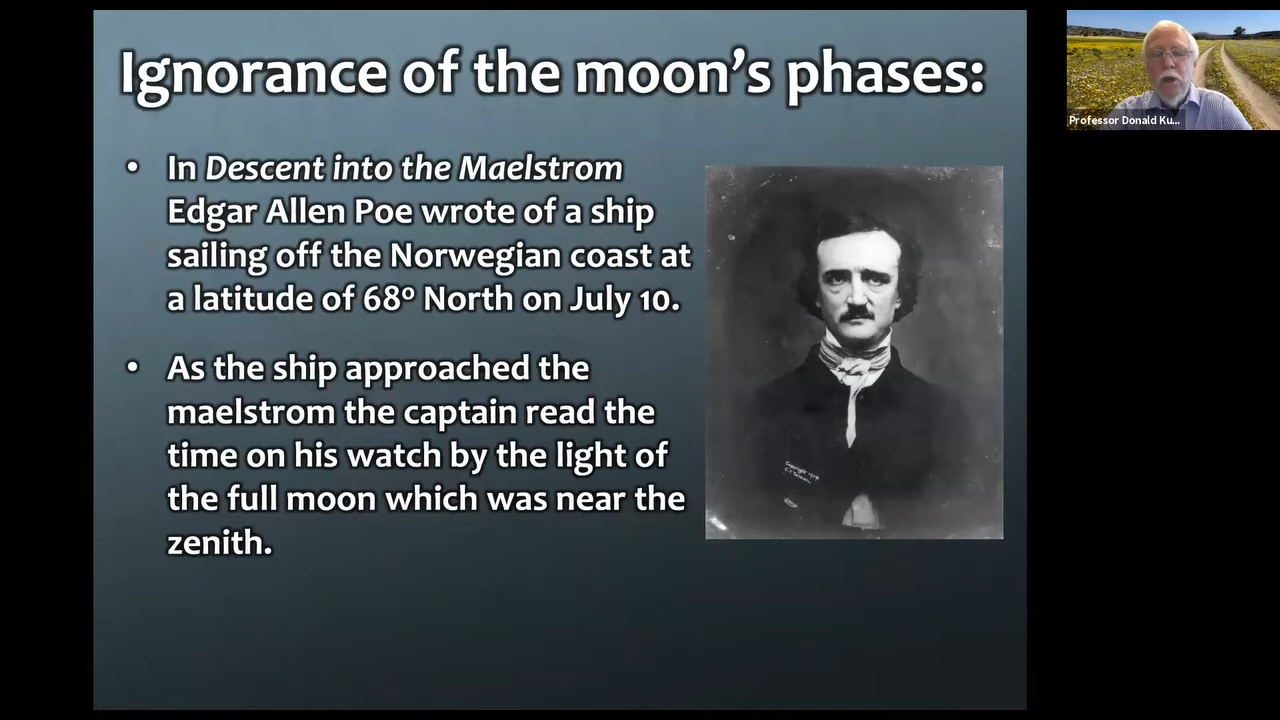 Ignorance of the moon's phases:
• In Descent into the Maelstrom
Edgar Allen Poe wrote of a ship
sailing off the Norwegian coast at
a latitude of 68º North on July 10.
• As the ship approached the
maelstrom the captain read the
time on his watch by the light of
the full moon which was near the
zenith.
Professor Donald Ku...